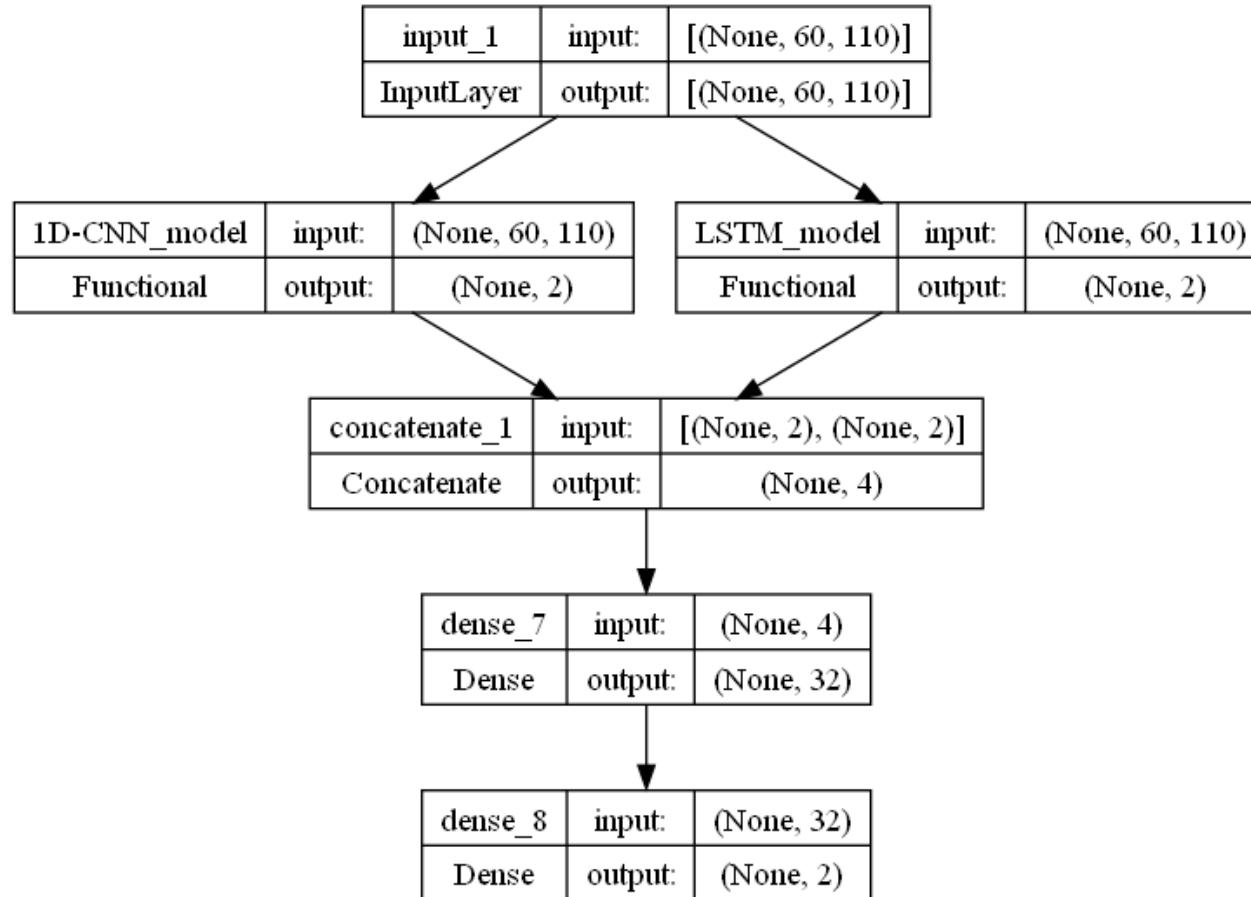 input_1 input: [(None, 60, 110)]
InputLayer output: [(None, 60, 110)]
1D-CNN_model input: (None, 60, 110)
Functional output: (None, 2)
LSTM_model input: (None, 60, 110)
Functional output: (None, 2)
concatenate_1 input: [(None, 2), (None, 2)]
Concatenate output: (None, 4)
dense_7 input: (None, 4)
Dense output: (None, 32)
dense_8 input: (None, 32)
Dense output: (None, 2)